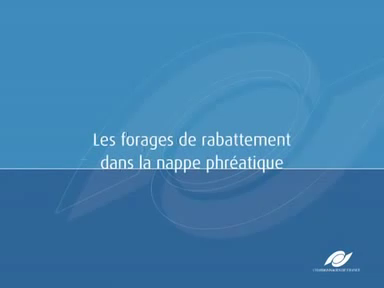 Les forages de rabattement
dans la nappe phréatique